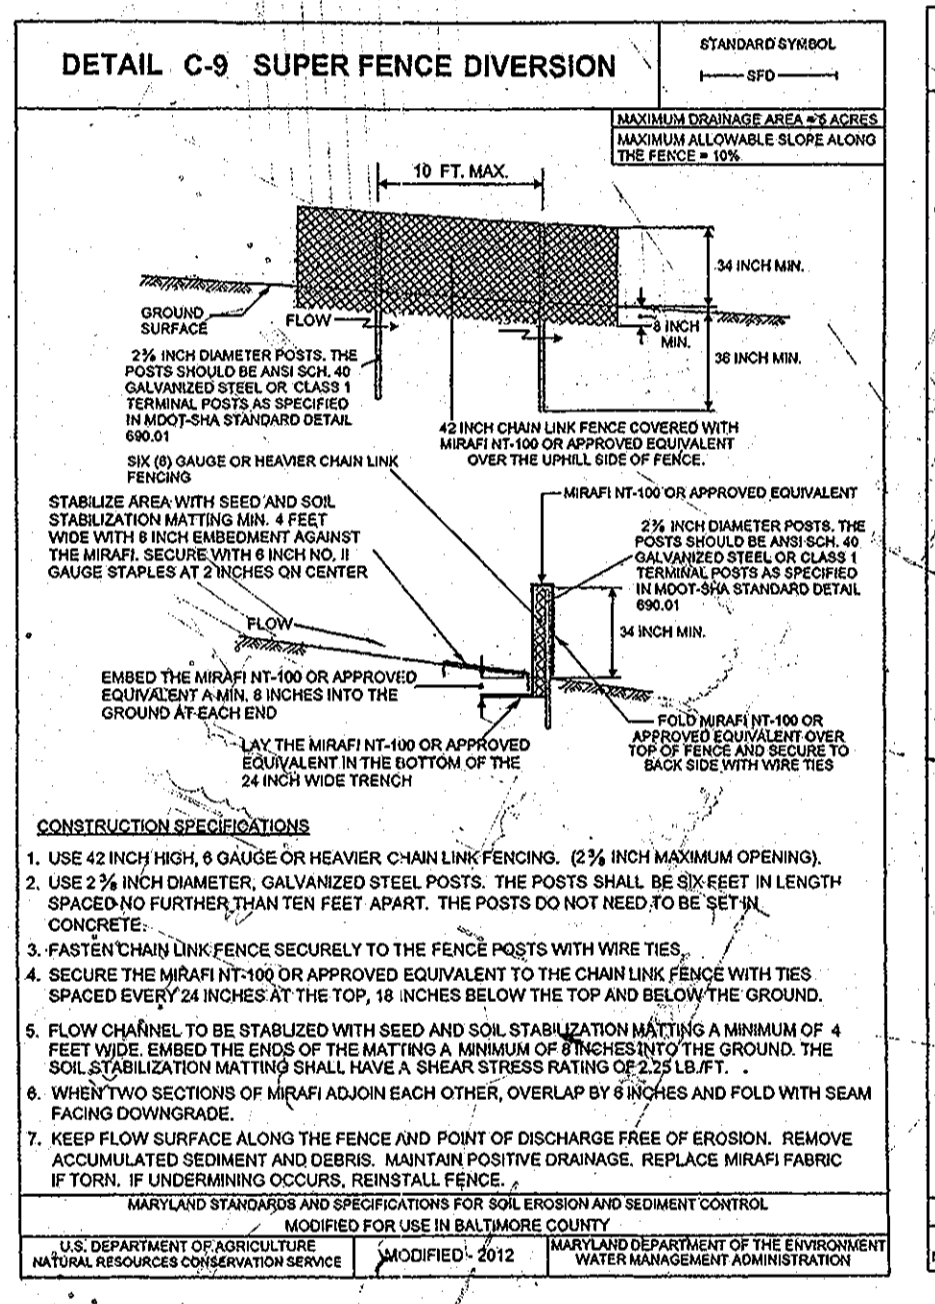 DETAIL C-9 SUPER FENCE DIVERSION
STANDARD SYMBOL
SFD
MAXIMUM DRAINAGE AREA = 6 ACRES
MAXIMUM ALLOWABLE SLOPE ALONG
THE FENCE = 10%
10 FT. MAX.
34 INCH MIN.
GROUND
SURFACE
FLOW
8 INCH
MIN.
36 INCH MIN.
2⅜ INCH DIAMETER POSTS. THE
POSTS SHOULD BE ANSI SCH. 40
GALVANIZED STEEL OR CLASS 1
TERMINAL POSTS AS SPECIFIED
IN MDOT-SHA STANDARD DETAIL
690.01
42 INCH CHAIN LINK FENCE COVERED WITH
MIRAFI NT-100 OR APPROVED EQUIVALENT
OVER THE UPHILL SIDE OF FENCE.
SIX (6) GAUGE OR HEAVIER CHAIN LINK
FENCING
MIRAFI NT-100 OR APPROVED EQUIVALENT
STABILIZE AREA WITH SEED AND SOIL
STABILIZATION MATTING MIN. 4 FEET
WIDE WITH 8 INCH EMBEDMENT AGAINST
THE MIRAFI. SECURE WITH 6 INCH NO. 11
GAUGE STAPLES AT 2 INCHES ON CENTER
2⅜ INCH DIAMETER POSTS. THE
POSTS SHOULD BE ANSI SCH. 40
GALVANIZED STEEL OR CLASS 1
TERMINAL POSTS AS SPECIFIED
IN MDOT-SHA STANDARD DETAIL
690.01
FLOW
34 INCH MIN.
EMBED THE MIRAFI NT-100 OR APPROVED
EQUIVALENT A MIN. 8 INCHES INTO THE
GROUND AT EACH END
LAY THE MIRAFI NT-100 OR APPROVED
EQUIVALENT IN THE BOTTOM OF THE
24 INCH WIDE TRENCH
FOLD MIRAFI NT-100 OR
APPROVED EQUIVALENT OVER
TOP OF FENCE AND SECURE TO
BACK SIDE WITH WIRE TIES
CONSTRUCTION SPECIFICATIONS
1. USE 42 INCH HIGH, 6 GAUGE OR HEAVIER CHAIN LINK FENCING. (2⅜ INCH MAXIMUM OPENING).
2. USE 2⅜ INCH DIAMETER, GALVANIZED STEEL POSTS. THE POSTS SHALL BE SIX FEET IN LENGTH
SPACED NO FURTHER THAN TEN FEET APART. THE POSTS DO NOT NEED TO BE SET IN
CONCRETE.
3. FASTEN CHAIN LINK FENCE SECURELY TO THE FENCE POSTS WITH WIRE TIES.
4. SECURE THE MIRAFI NT-100 OR APPROVED EQUIVALENT TO THE CHAIN LINK FENCE WITH TIES
SPACED EVERY 24 INCHES AT THE TOP, 18 INCHES BELOW THE TOP AND BELOW THE GROUND.
5. FLOW CHANNEL TO BE STABLIZED WITH SEED AND SOIL STABILIZATION MATTING A MINIMUM OF 4
FEET WIDE. EMBED THE ENDS OF THE MATTING A MINIMUM OF 8 INCHES INTO THE GROUND. THE
SOIL STABILIZATION MATTING SHALL HAVE A SHEAR STRESS RATING OF 2.25 LB./FT.
6. WHEN TWO SECTIONS OF MIRAFI ADJOIN EACH OTHER, OVERLAP BY 6 INCHES AND FOLD WITH SEAM
FACING DOWNGRADE.
7. KEEP FLOW SURFACE ALONG THE FENCE AND POINT OF DISCHARGE FREE OF EROSION. REMOVE
ACCUMULATED SEDIMENT AND DEBRIS. MAINTAIN POSITIVE DRAINAGE. REPLACE MIRAFI FABRIC
IF TORN. IF UNDERMINING OCCURS, REINSTALL FENCE.
MARYLAND STANDARDS AND SPECIFICATIONS FOR SOIL EROSION AND SEDIMENT CONTROL
MODIFIED FOR USE IN BALTIMORE COUNTY
U.S. DEPARTMENT OF AGRICULTURE
NATURAL RESOURCES CONSERVATION SERVICE
MODIFIED - 2012
MARYLAND DEPARTMENT OF THE ENVIRONMENT
WATER MANAGEMENT ADMINISTRATION